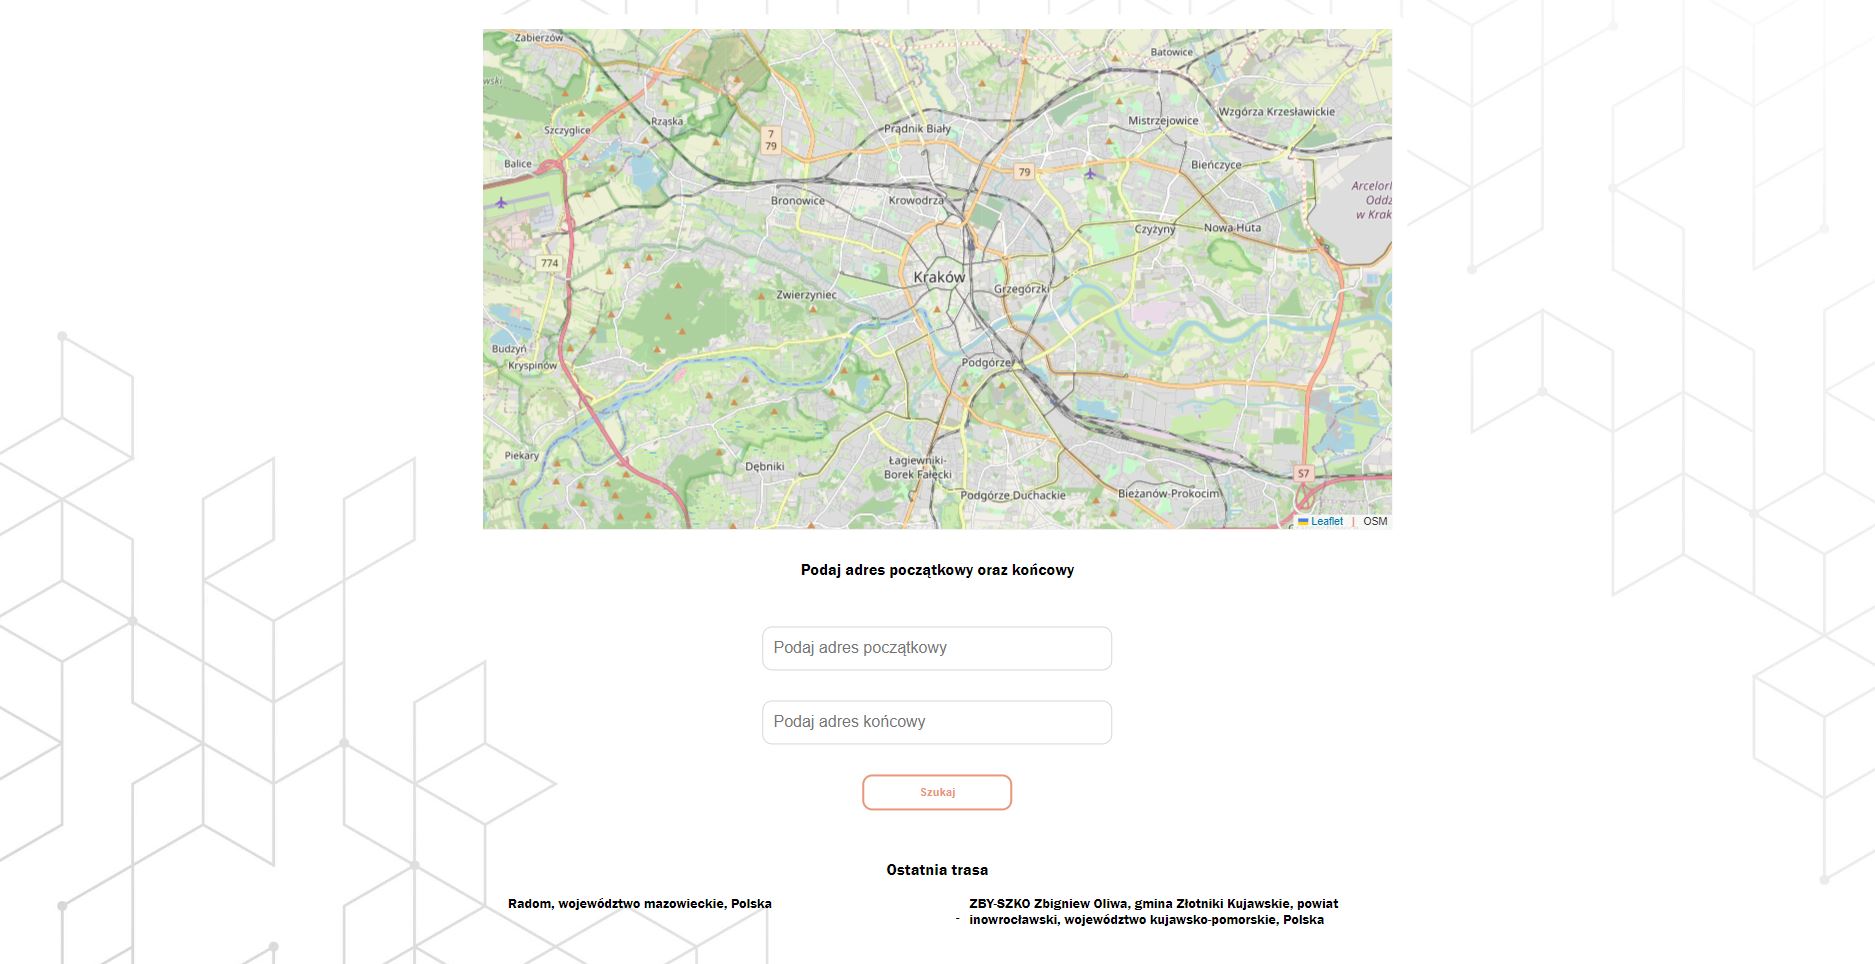 Zabierzów
Batowice
wski
Rząska
Wzgórza Krzesławickie
Mistrzejowice
Szczyglice
7
79
Prądnik Biały
Balice
79
Bieńczyce
Arcelorl
Oddz
w Krak
Bronowice
Krowodrza
Czyżyny
Nowa Huta
774
Kraków
Grzegórzki
Zwierzyniec
Budzyń
Kryspinów
Podgórze
Piekary
Dębniki
Łagiewniki-
Borek Fałęcki
S7
Podgórze Duchackie
Bieżanów-Prokocim
Leaflet | OSM
Podaj adres początkowy oraz końcowy
Podaj adres początkowy
Podaj adres końcowy
Szukaj
Ostatnia trasa
Radom, województwo mazowieckie, Polska
-
ZBY-SZKO Zbigniew Oliwa, gmina Złotniki Kujawskie, powiat
inowrocławski, województwo kujawsko-pomorskie, Polska